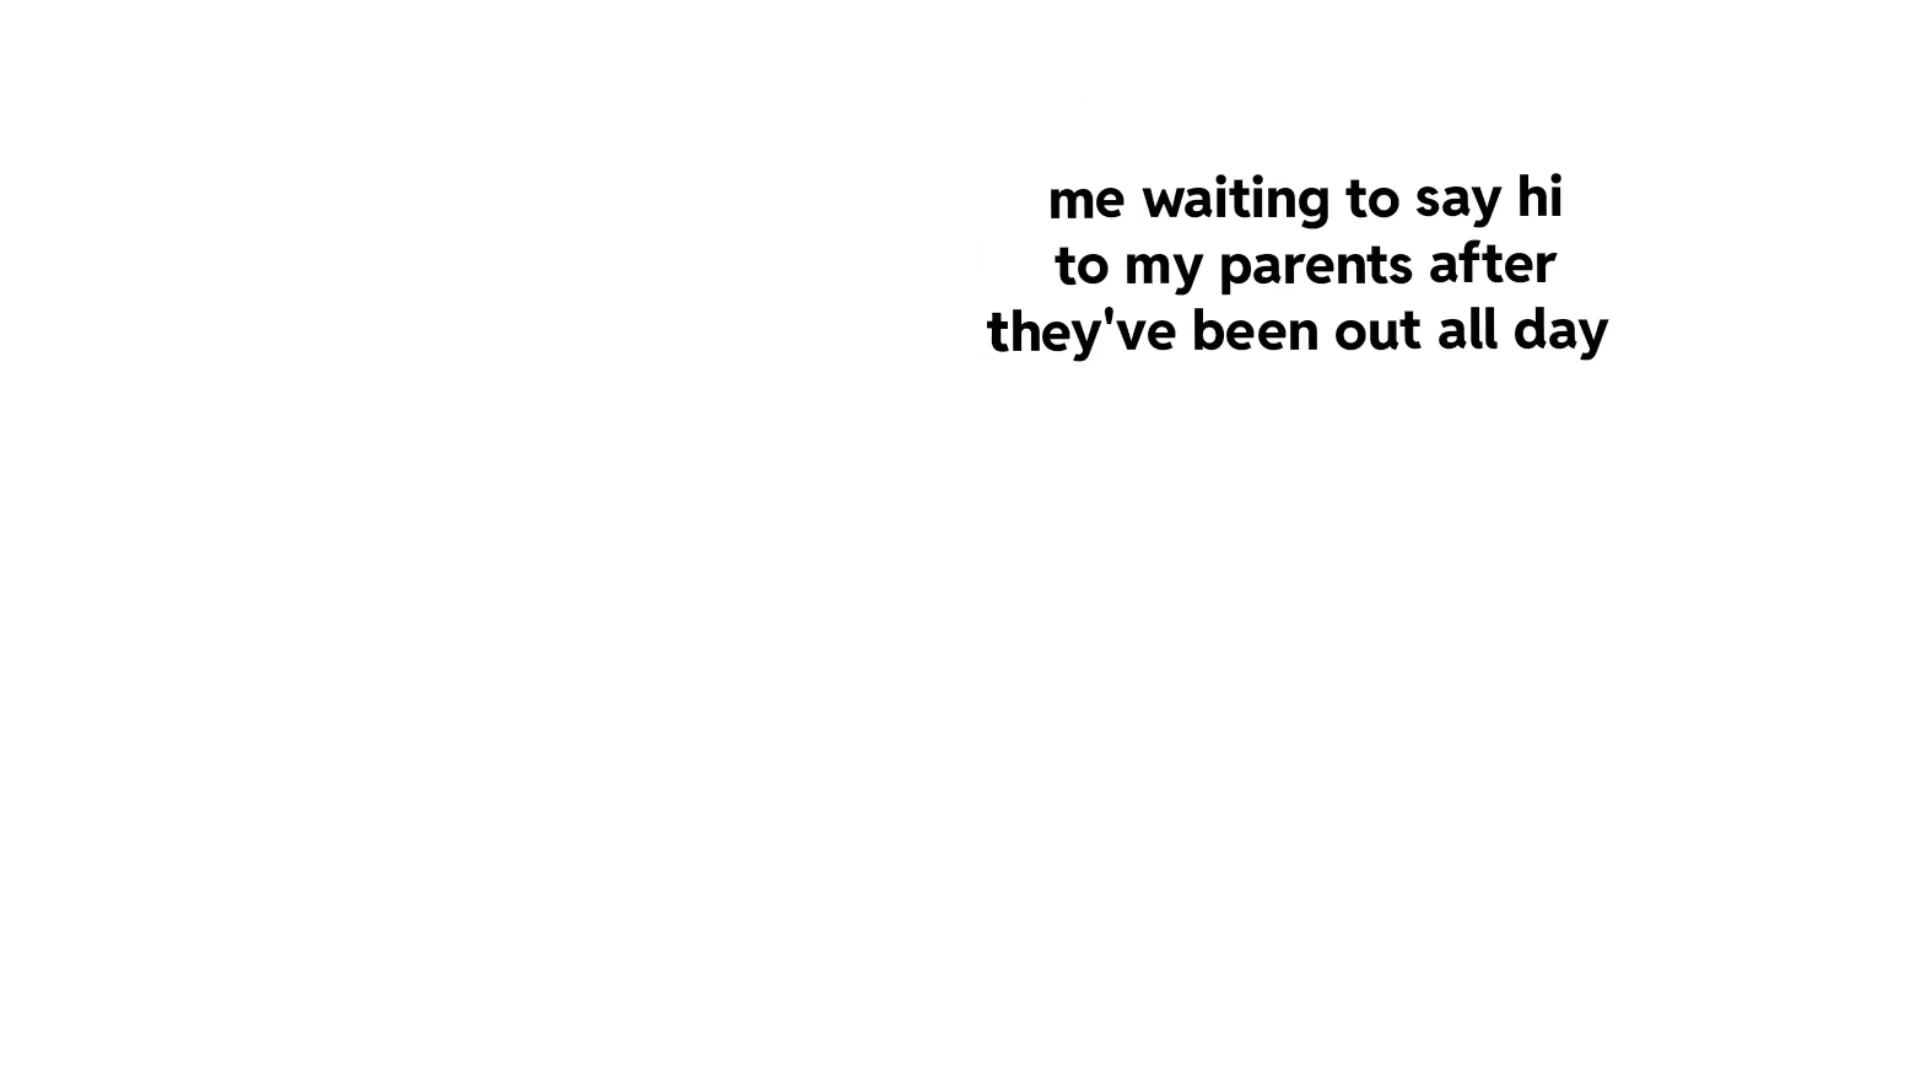 me waiting to say hi
to my parents after
they've been out all day